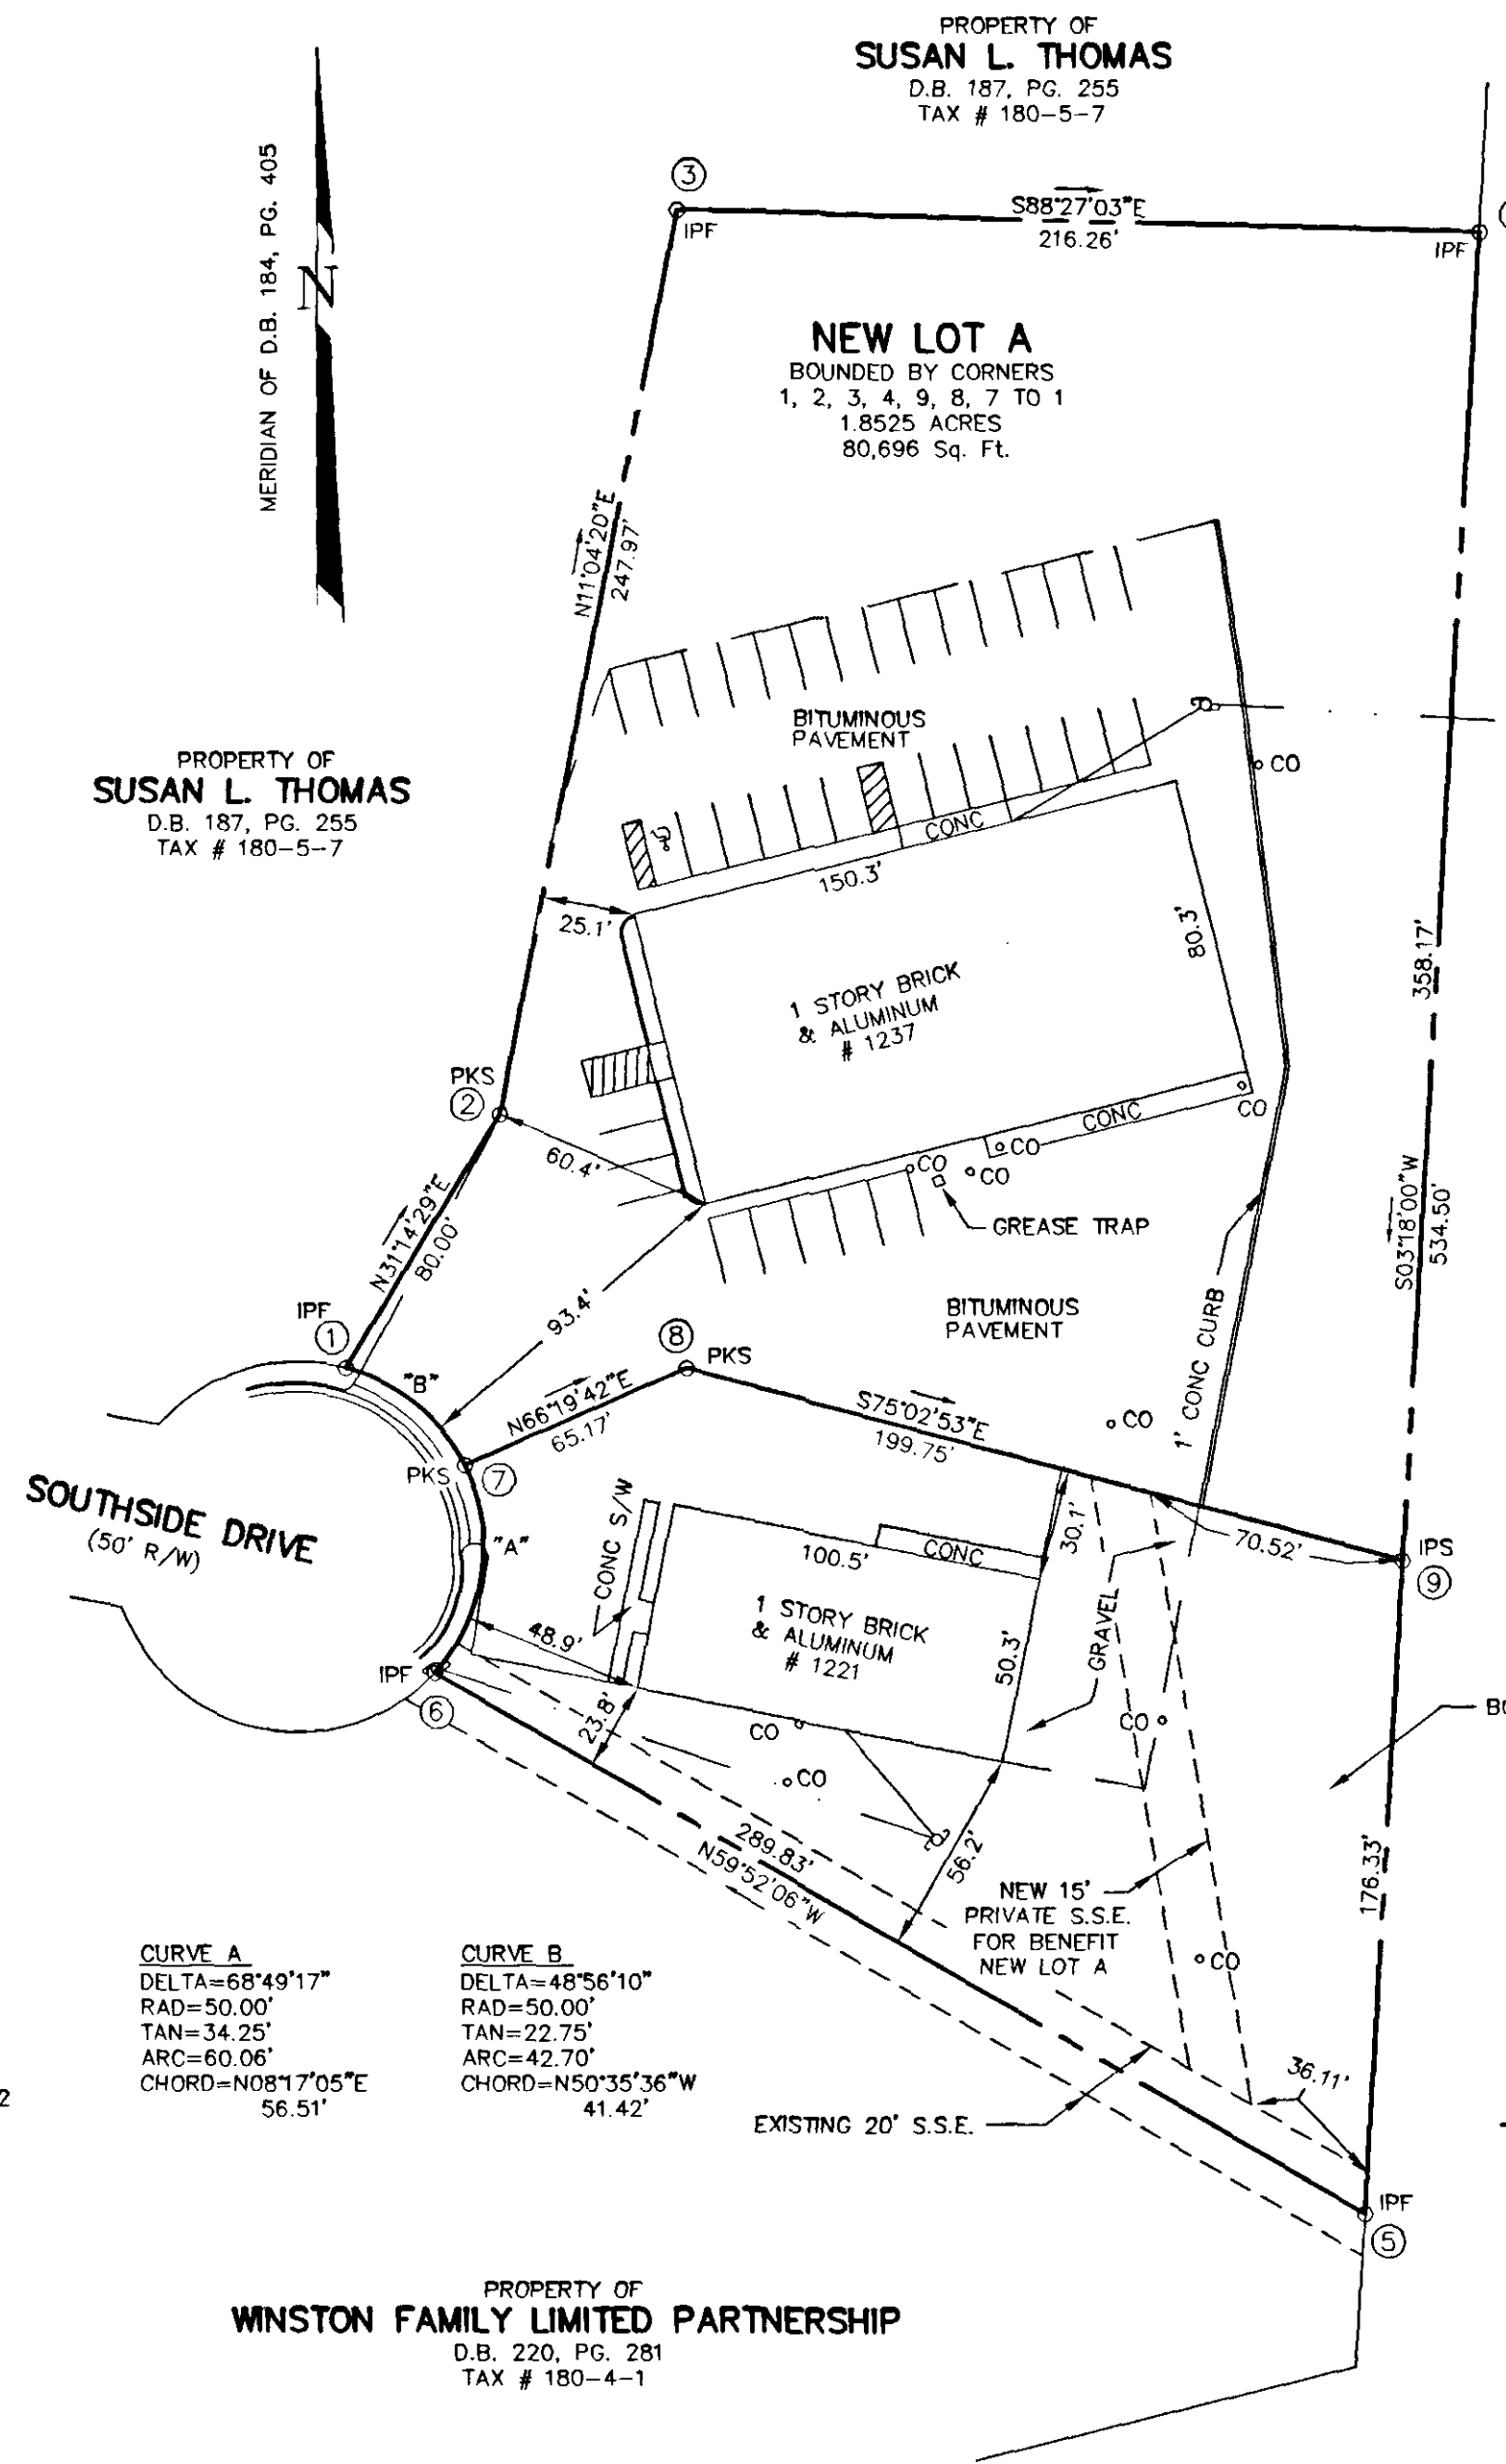 PROPERTY OF
SUSAN L. THOMAS
D.B. 187, PG. 255
TAX # 180-5-7
MERIDIAN OF D.B. 184, PG. 405
N
3
IPF
S88°27'03"E
216.26'
IPF
NEW LOT A
BOUNDED BY CORNERS
1, 2, 3, 4, 9, 8, 7 TO 1
1.8525 ACRES
80,696 Sq. Ft.
N11°04'20"E
247.97'
PROPERTY OF
SUSAN L. THOMAS
D.B. 187, PG. 255
TAX # 180-5-7
BITUMINOUS
PAVEMENT
CO
CONC
150.3'
80.3'
25.1'
1 STORY BRICK
& ALUMINUM
# 1237
358.17'
S03°18'00"W
534.50'
PKS
2
60.4'
CONC
CO
CO
CO
CO
GREASE TRAP
N31°14'29"E
80.00'
93.4'
BITUMINOUS
PAVEMENT
1' CONC CURB
IPF
1
"B"
8
PKS
N66°19'42"E
65.17'
S75°02'53"E
199.75'
CO
PKS
7
SOUTHSIDE DRIVE
(50' R/W)
"A"
CONC S/W
100.5'
CONC
30.1'
70.52'
IPS
9
1 STORY BRICK
& ALUMINUM
# 1221
48.9'
50.3'
GRAVEL
IPF
6
23.8'
CO
CO
CO
56.2'
289.83'
N59°52'06"W
176.33'
NEW 15'
PRIVATE S.S.E.
FOR BENEFIT
NEW LOT A
CO
CURVE A
DELTA=68°49'17"
RAD=50.00'
TAN=34.25'
ARC=60.06'
CHORD=N08°17'05"E
56.51'
CURVE B
DELTA=48°56'10"
RAD=50.00'
TAN=22.75'
ARC=42.70'
CHORD=N50°35'36"W
41.42'
2
EXISTING 20' S.S.E.
36.11'
IPF
5
PROPERTY OF
WINSTON FAMILY LIMITED PARTNERSHIP
D.B. 220, PG. 281
TAX # 180-4-1